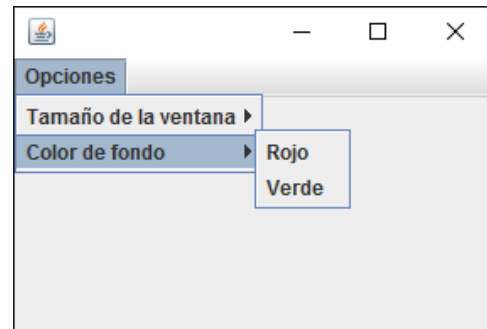 Opciones
Tamaño de la ventana
Color de fondo
Rojo
Verde